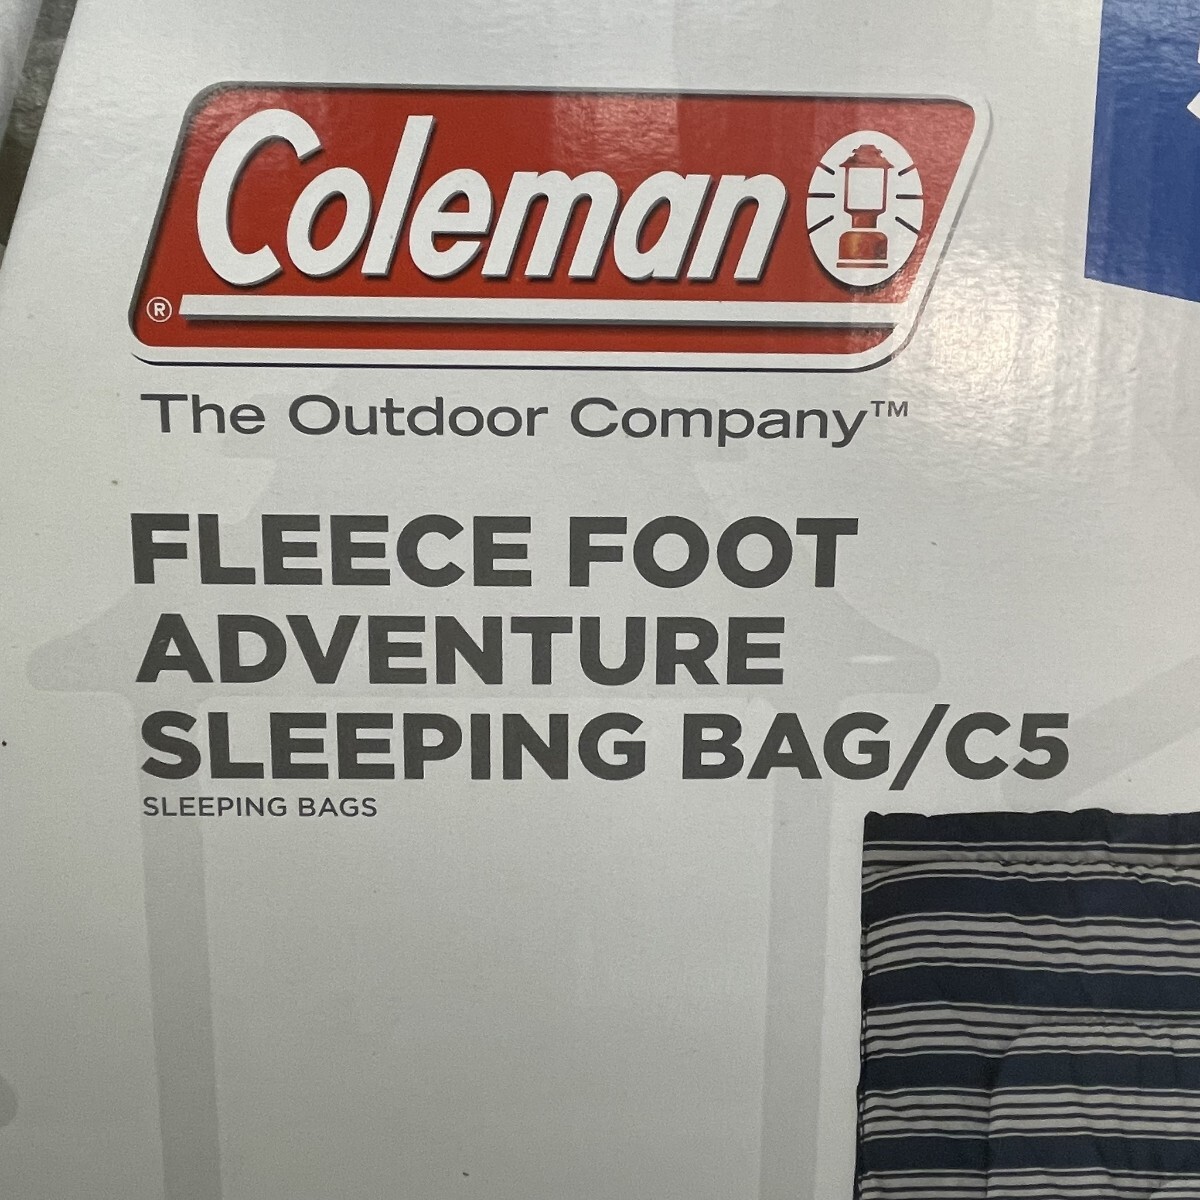 Coleman
®
The Outdoor Company™
FLEECE FOOT
ADVENTURE
SLEEPING BAG/C5
SLEEPING BAGS